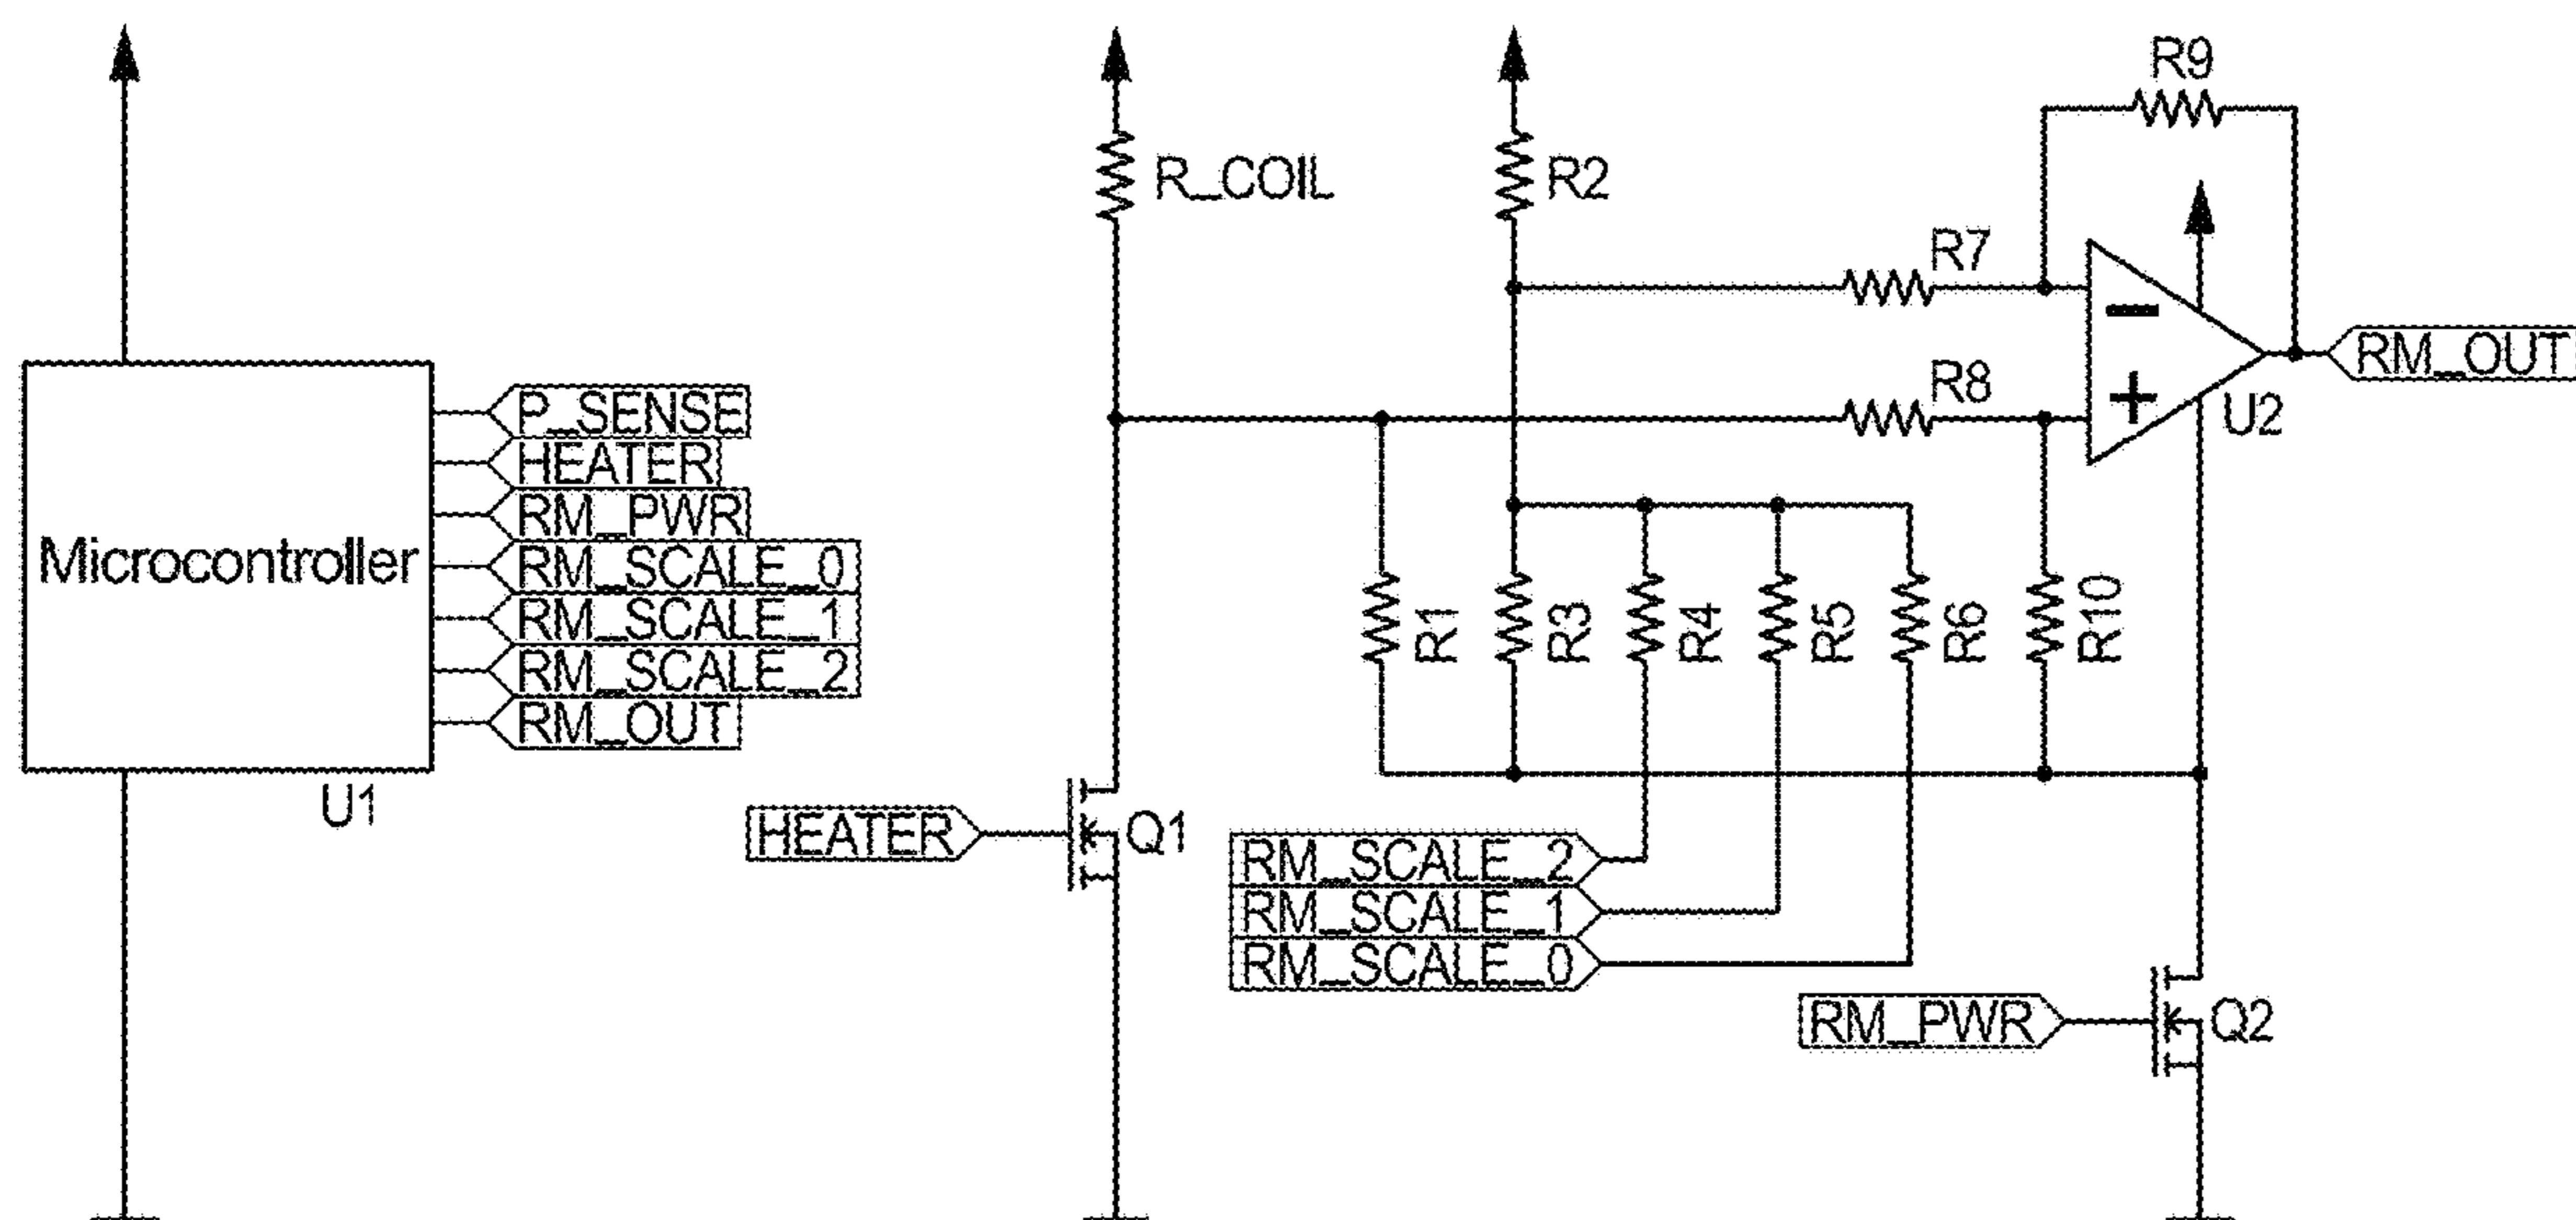 R9
R_COIL
R2
R7
RM_OUT
R8
U2
P_SENSE
HEATER
RM_PWR
RM_SCALE_0
RM_SCALE_1
RM_SCALE_2
RM_OUT
Microcontroller
U1
R1
R3
R4
R5
R6
R10
HEATER
Q1
RM_SCALE_2
RM_SCALE_1
RM_SCALE_0
RM_PWR
Q2